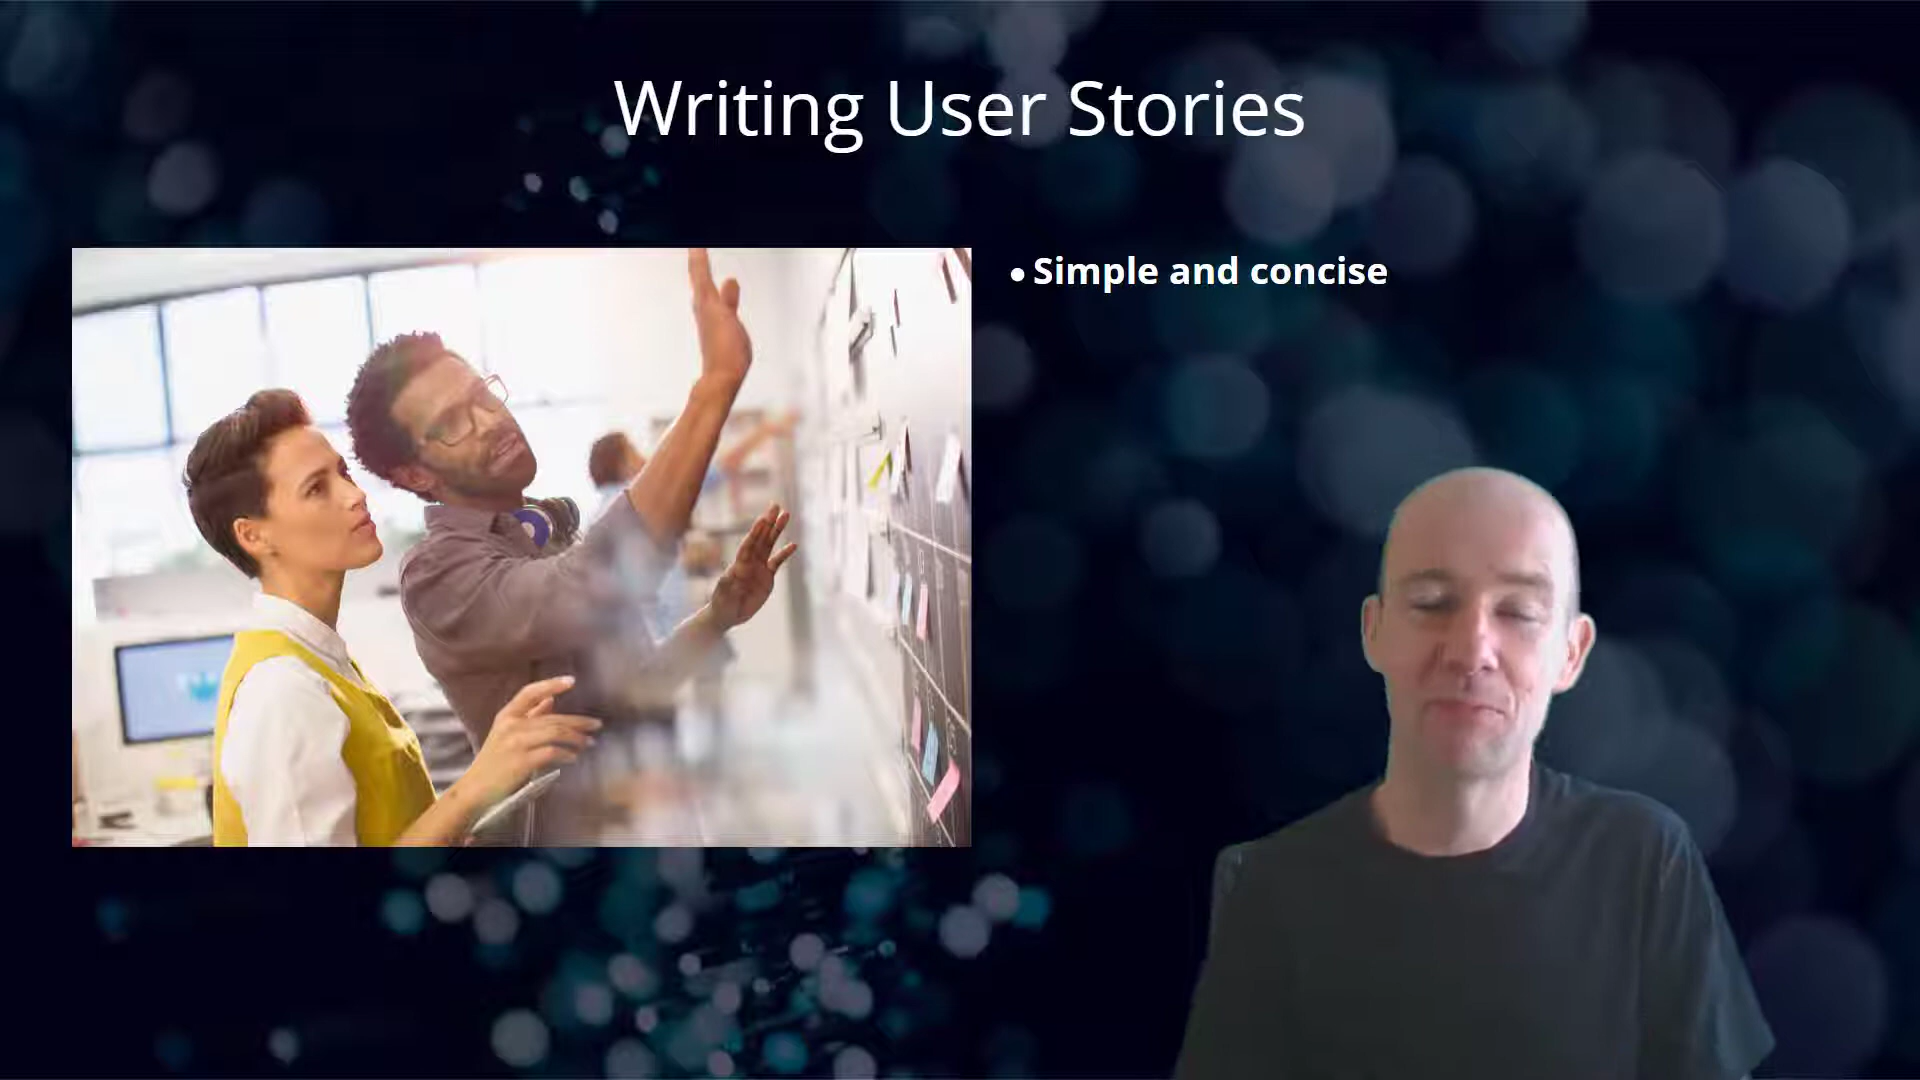 Writing User Stories
• Simple and concise